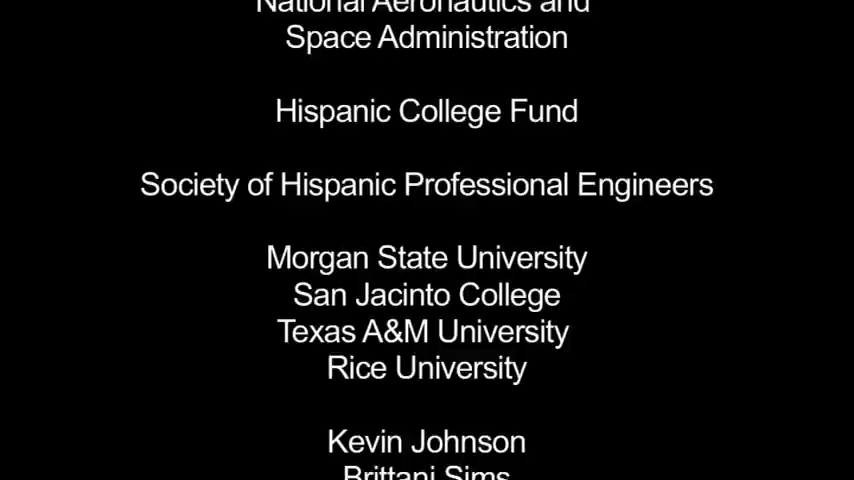 National Aeronautics and
Space Administration
Hispanic College Fund
Society of Hispanic Professional Engineers
Morgan State University
San Jacinto College
Texas A&M University
Rice University
Kevin Johnson
Brittani Sims